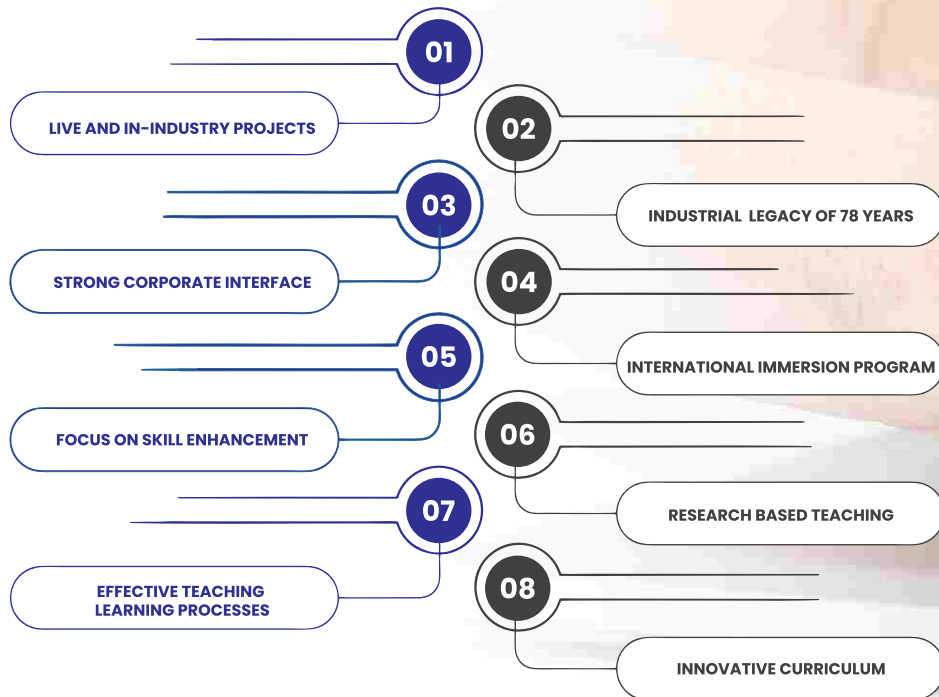 01
LIVE AND IN-INDUSTRY PROJECTS
02
INDUSTRIAL LEGACY OF 78 YEARS
03
STRONG CORPORATE INTERFACE
04
INTERNATIONAL IMMERSION PROGRAM
05
FOCUS ON SKILL ENHANCEMENT
06
RESEARCH BASED TEACHING
07
EFFECTIVE TEACHING
LEARNING PROCESSES
08
INNOVATIVE CURRICULUM